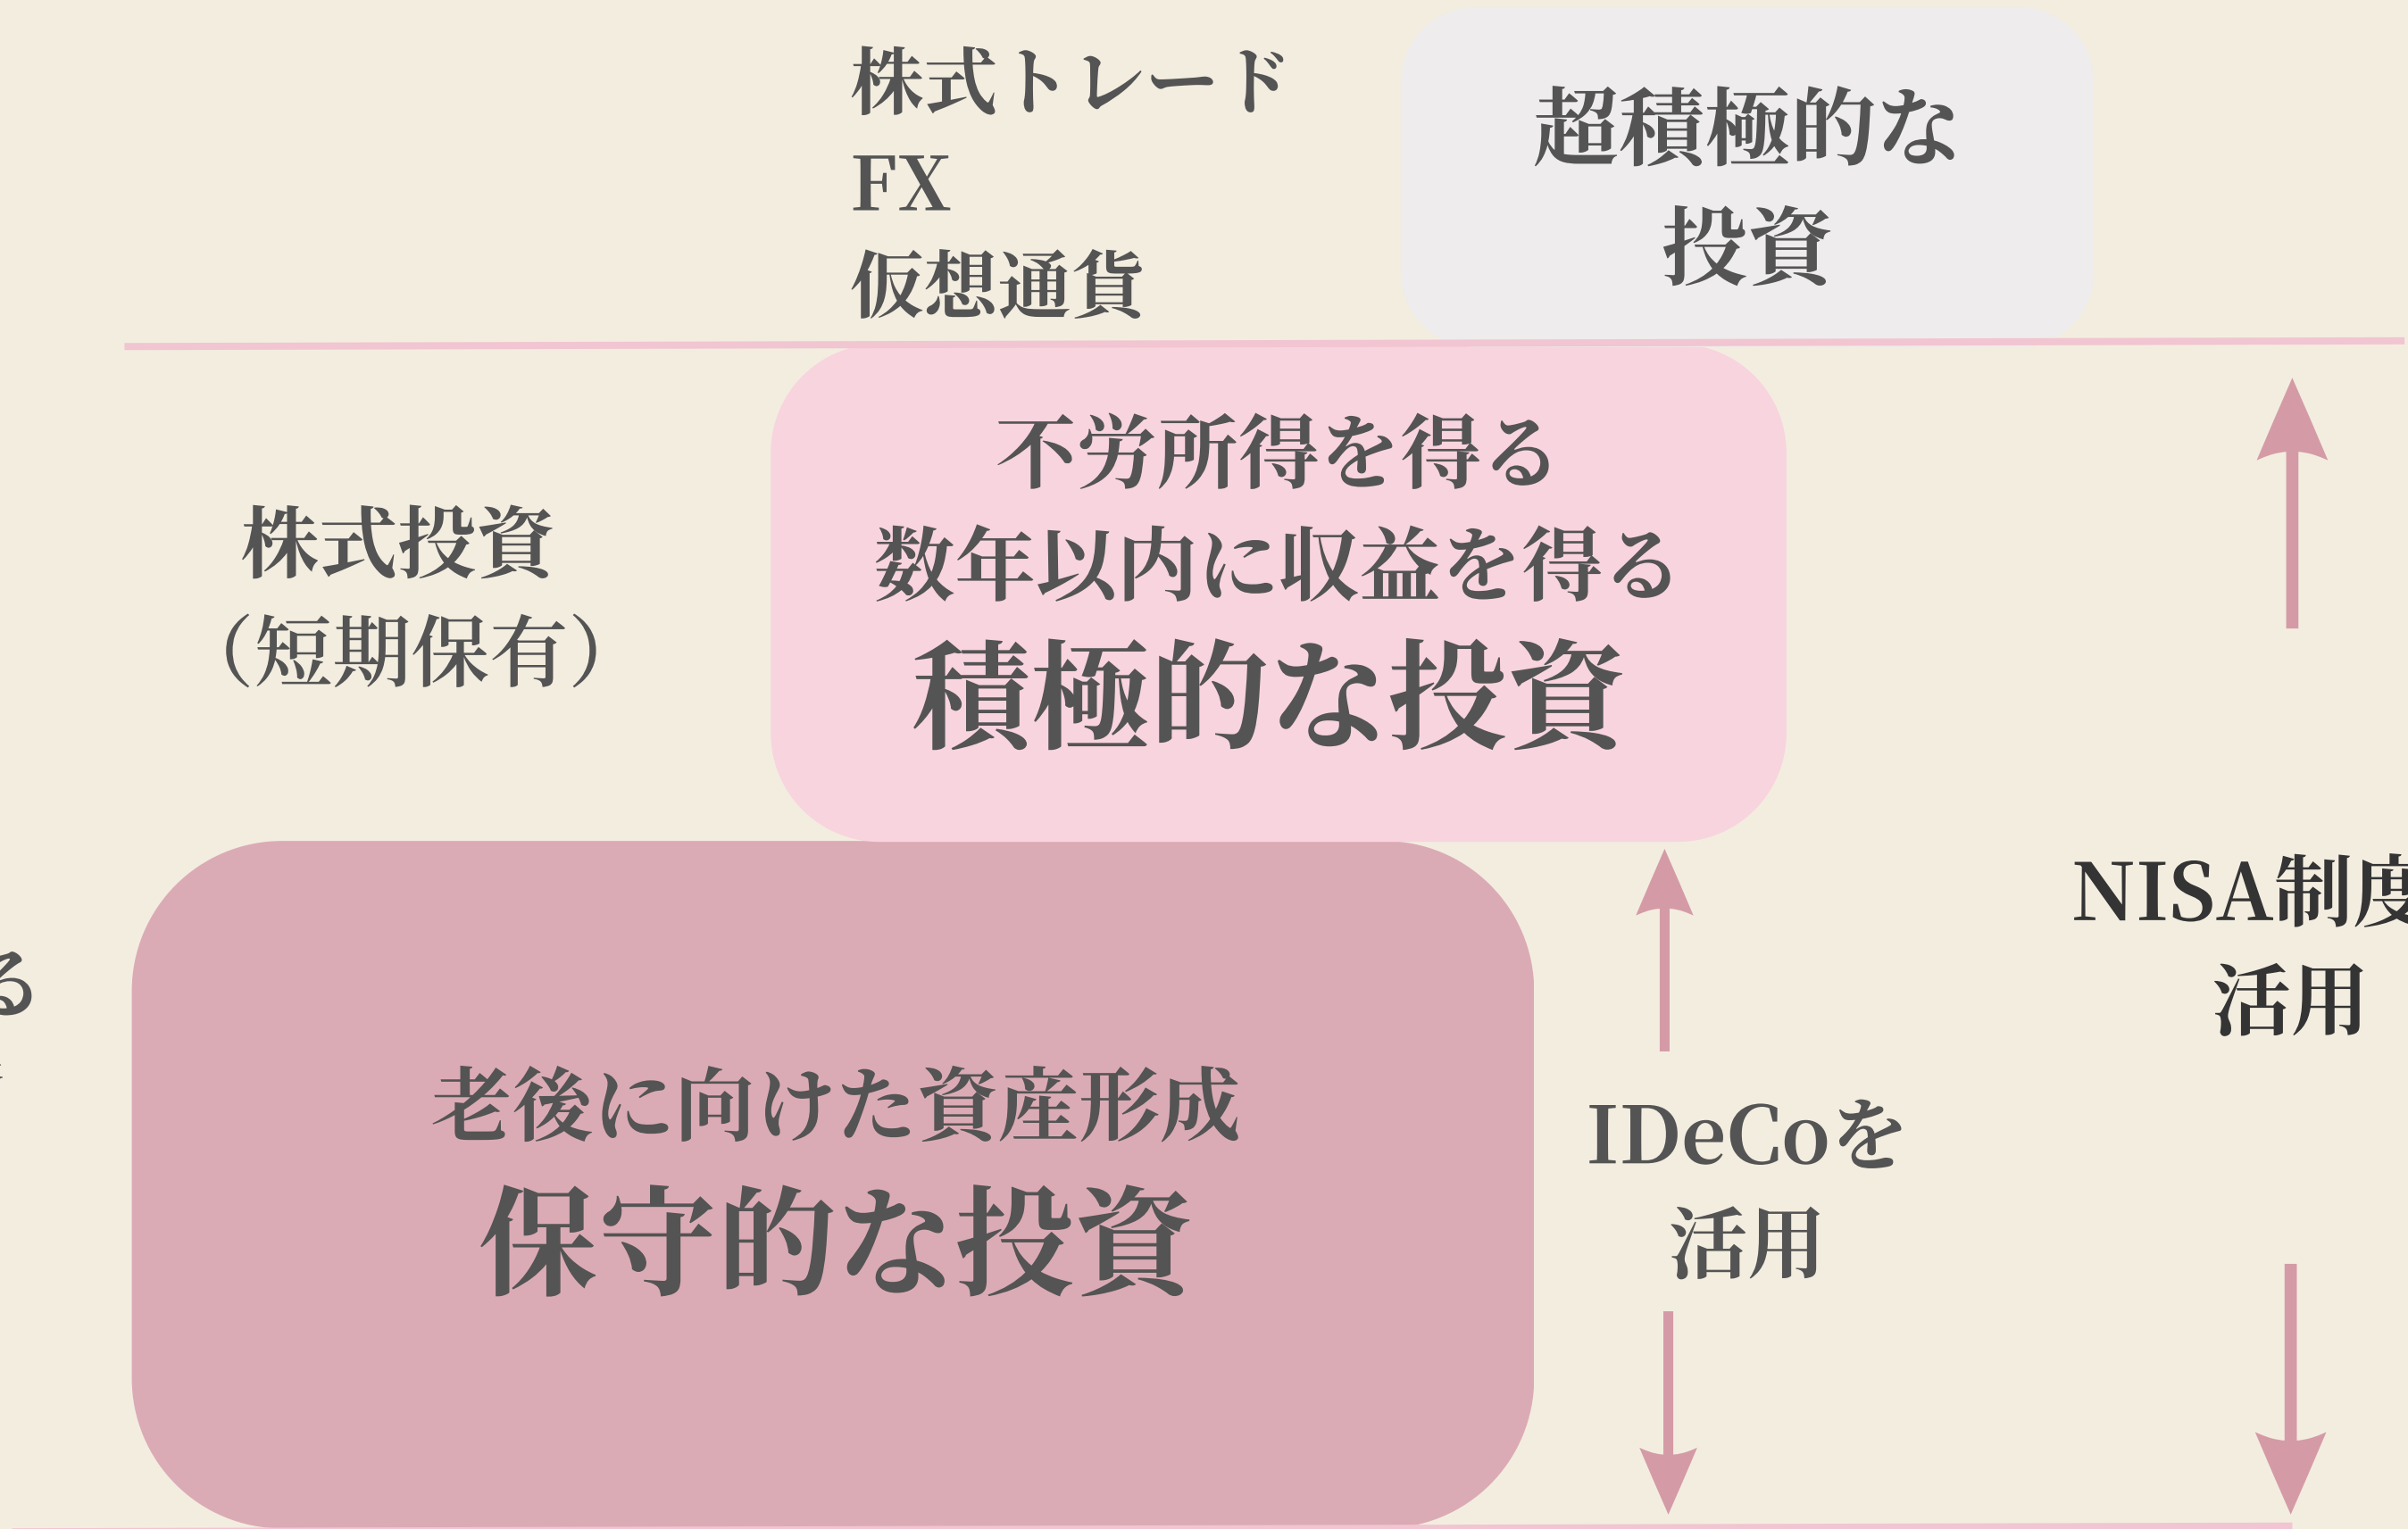 株式トレード
FX
仮想通貨
超積極的な
投資
不労所得を得る
数年以内に収益を得る
積極的な投資
株式投資
（短期保有）
NISA制度
活用
る
老後に向けた資産形成
保守的な投資
IDeCoを
活用